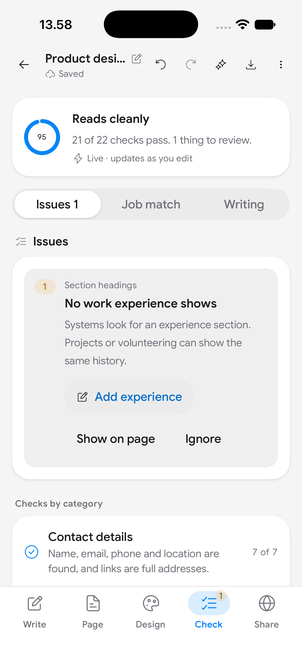 13.58
Product desi...
Saved
95
Reads cleanly
21 of 22 checks pass. 1 thing to review.
Live · updates as you edit
Issues 1
Job match
Writing
Issues
1
Section headings
No work experience shows
Systems look for an experience section.
Projects or volunteering can show the
same history.
Add experience
Show on page
Ignore
Checks by category
Contact details
Name, email, phone and location are
found, and links are full addresses.
7 of 7
1
Write
Page
Design
Check
Share